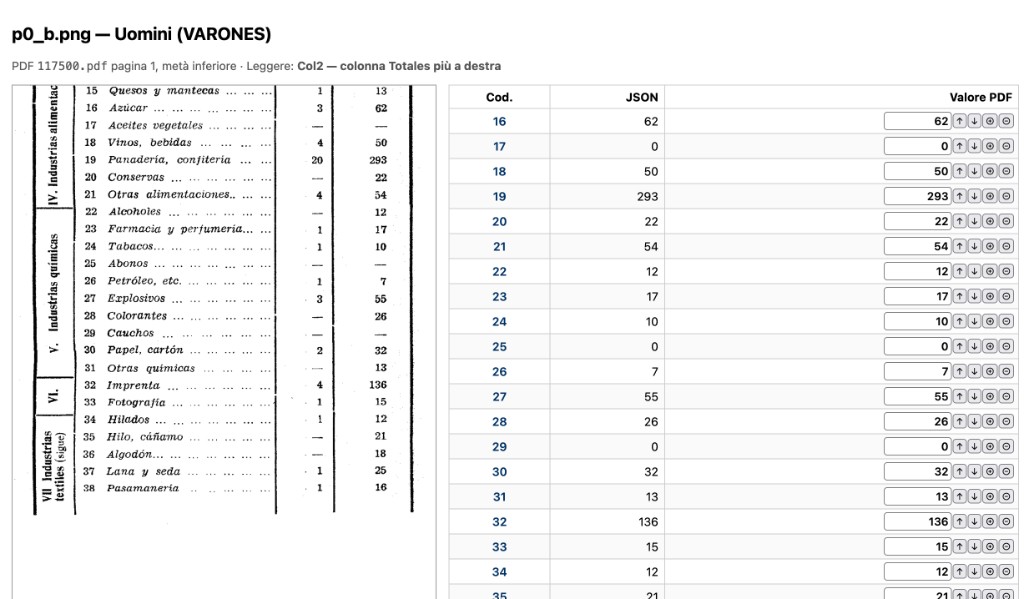 p0_b.png — Uomini (VARONES)
PDF 117500.pdf pagina 1, metà inferiore · Leggere: Col2 — colonna Totales più a destra
IV. Industrias alimentac
15 Quesos y mantecas ... ... ... 1 13
16 Azúcar ... ... ... ... ... 3 62
17 Aceites vegetales ... ... ... — —
18 Vinos, bebidas ... ... ... ... 4 50
19 Panadería, confitería ... ... 20 293
20 Conservas ... ... ... ... ... — 22
21 Otras alimentaciones.. ... ... 4 54
V. Industrias químicas
22 Alcoholes ... ... ... ... ... — 12
23 Farmacia y perfumería... ... 1 17
24 Tabacos... ... ... ... ... ... 1 10
25 Abonos ... ... ... ... ... — —
26 Petróleo, etc. ... ... ... ... 1 7
27 Explosivos ... ... ... ... ... 3 55
28 Colorantes ... ... ... ... ... — 26
29 Cauchos ... ... ... ... ... — —
30 Papel, cartón ... ... ... ... 2 32
31 Otras químicas ... ... ... ... — 13
VI.
32 Imprenta ... ... ... ... ... 4 136
33 Fotografía ... ... ... ... ... 1 15
VII Industrias textiles (sigue)
34 Hilados ... ... ... ... ... 1 12
35 Hilo, cáñamo ... ... ... ... — 21
36 Algodón... ... ... ... ... — 18
37 Lana y seda ... ... ... ... 1 25
38 Pasamanería .. .. ... ... ... 1 16
Cod. JSON Valore PDF
16 62 62
17 0 0
18 50 50
19 293 293
20 22 22
21 54 54
22 12 12
23 17 17
24 10 10
25 0 0
26 7 7
27 55 55
28 26 26
29 0 0
30 32 32
31 13 13
32 136 136
33 15 15
34 12 12
35 21 21